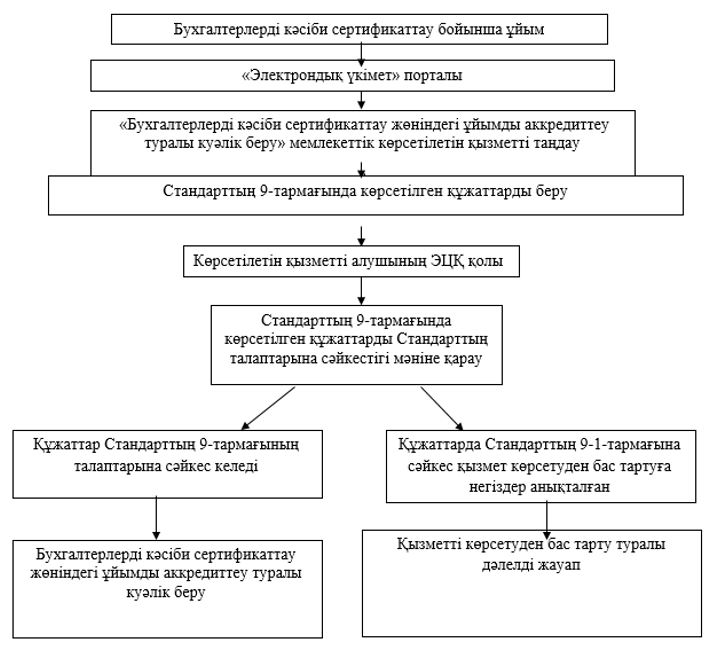 Бухгалтерлерді кәсіби сертификаттау бойынша ұйым
«Электрондық үкімет» порталы
«Бухгалтерлерді кәсіби сертификаттау жөніндегі ұйымды аккредиттеу
туралы куәлік беру» мемлекеттік көрсетілетін қызметті таңдау
Стандарттың 9-тармағында көрсетілген құжаттарды беру
Көрсетілетін қызметті алушының ЭЦҚ қолы
Стандарттың 9-тармағында
көрсетілген құжаттарды Стандарттың
талаптарына сәйкестігі мәніне қарау
Құжаттар Стандарттың 9-тармағының
талаптарына сәйкес келеді
Құжаттарда Стандарттың 9-1-тармағына
сәйкес қызмет көрсетуден бас тартуға
негіздер анықталған
Бухгалтерлерді кәсіби сертификаттау
жөніндегі ұйымды аккредиттеу туралы
куәлік беру
Қызметті көрсетуден бас тарту туралы
дәлелді жауап